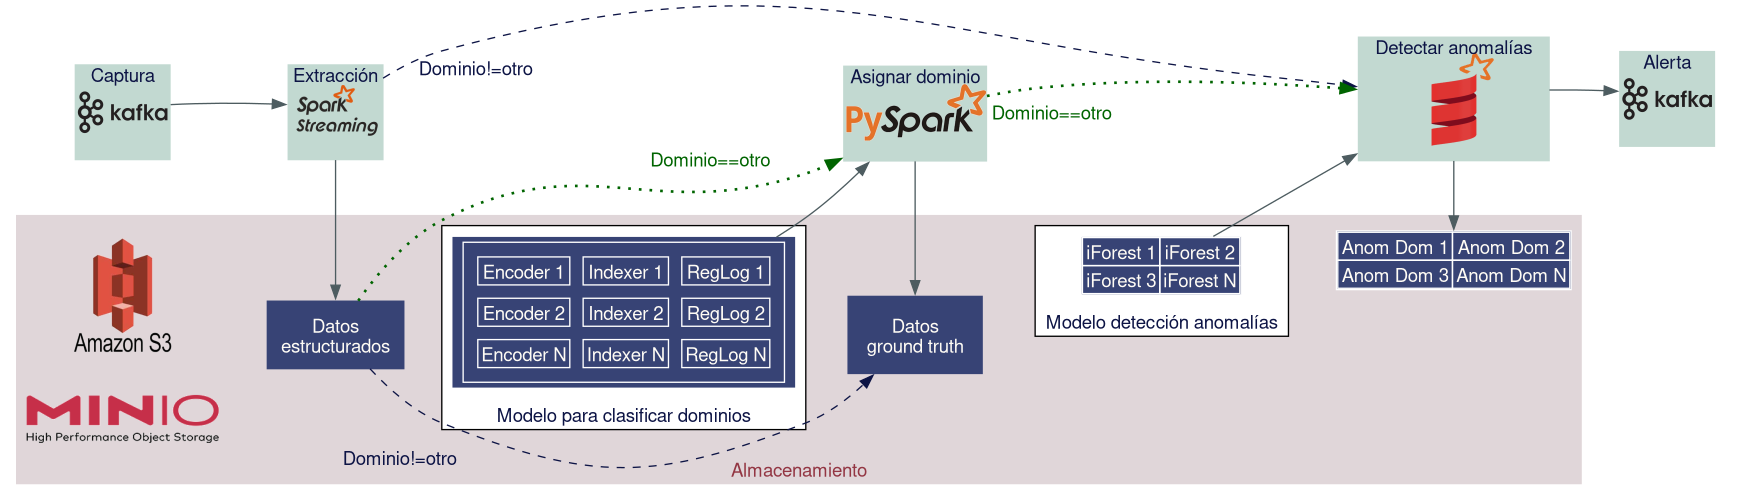 Captura
kafka
Extracción
Spark
Streaming
Dominio!=otro
Asignar dominio
PySpark
Dominio==otro
Detectar anomalías
Alerta
kafka
Dominio==otro
Amazon S3
MINIO
High Performance Object Storage
Datos
estructurados
Encoder 1 Indexer 1 RegLog 1
Encoder 2 Indexer 2 RegLog 2
Encoder N Indexer N RegLog N
Modelo para clasificar dominios
Datos
ground truth
iForest 1 iForest 2
iForest 3 iForest N
Modelo detección anomalías
Anom Dom 1 Anom Dom 2
Anom Dom 3 Anom Dom N
Dominio!=otro
Almacenamiento